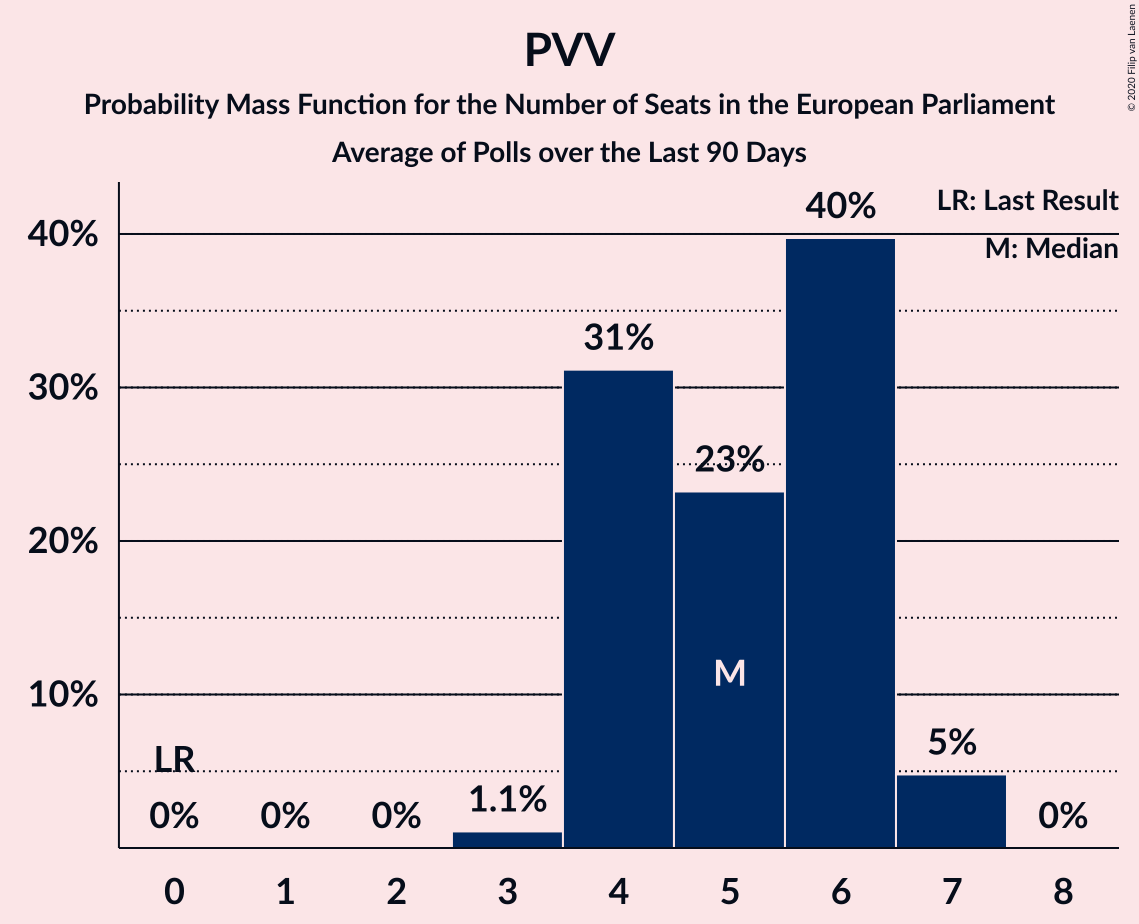 PVV
Probability Mass Function for the Number of Seats in the European Parliament
Average of Polls over the Last 90 Days
© 2020 Filip van Laenen
LR: Last Result
M: Median
40%
30%
20%
10%
LR
0%
0%
0%
1.1%
31%
23%
M
40%
5%
0%
0
1
2
3
4
5
6
7
8